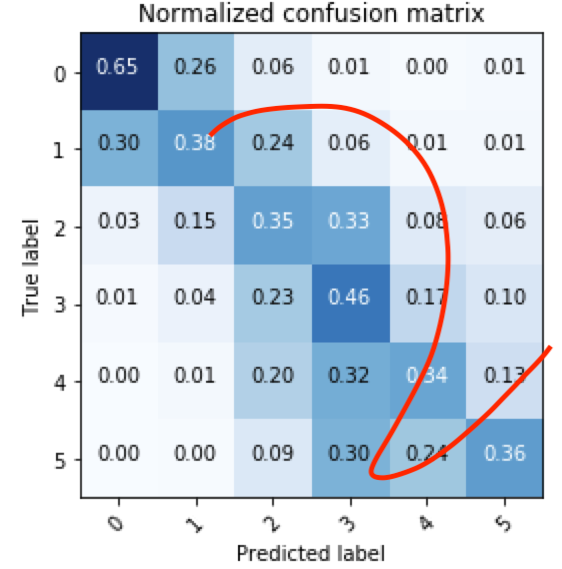 Normalized confusion matrix
0 0.65 0.26 0.06 0.01 0.00 0.01
1 0.30 0.38 0.24 0.06 0.01 0.01
2 0.03 0.15 0.35 0.33 0.08 0.06
3 0.01 0.04 0.23 0.46 0.17 0.10
4 0.00 0.01 0.20 0.32 0.34 0.13
5 0.00 0.00 0.09 0.30 0.24 0.36
0 1 2 3 4 5
True label
Predicted label